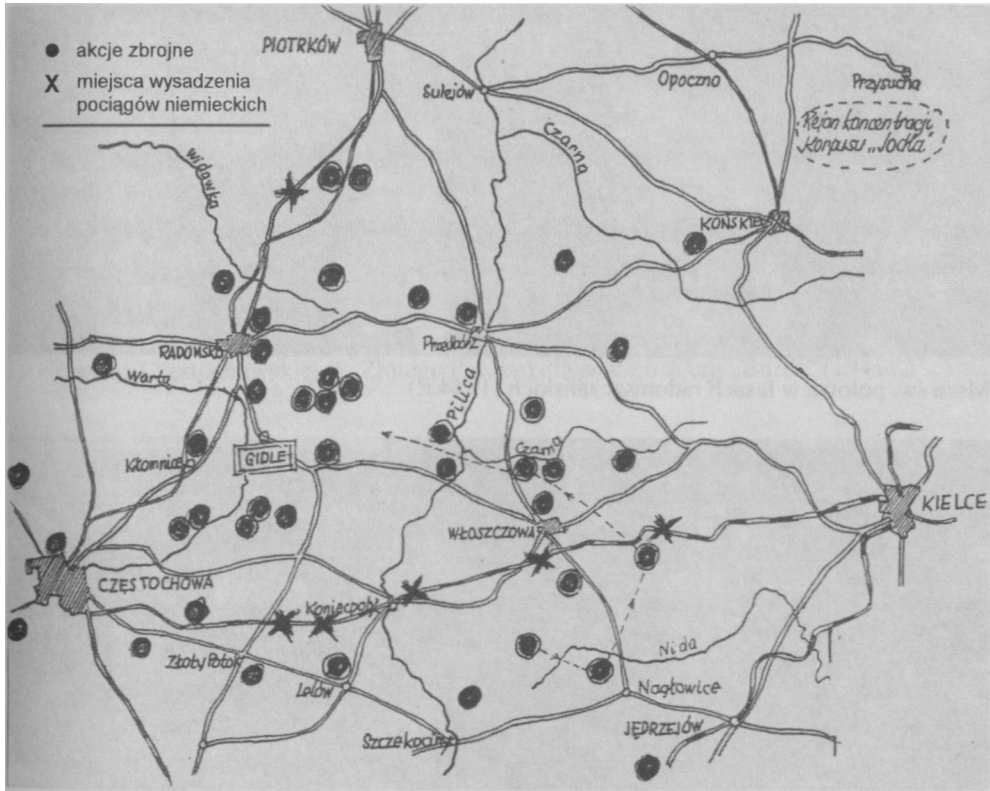 akcje zbrojne
miejsca wysadzenia
pociągów niemieckich
PIOTRKÓW
Sulejów
Opoczno
Przysucha
Rejon koncentracji
Korpusu „Jodła”
Widawka
Czarna
KOŃSKIE
RADOMSKO
Przedbórz
Warta
Pilica
Kłomnice
GIDLE
Czarna
WŁOSZCZOWA
KIELCE
CZĘSTOCHOWA
Koniecpol
Złoty Potok
Lelów
Nida
Nagłowice
Szczekociny
JĘDRZEJÓW